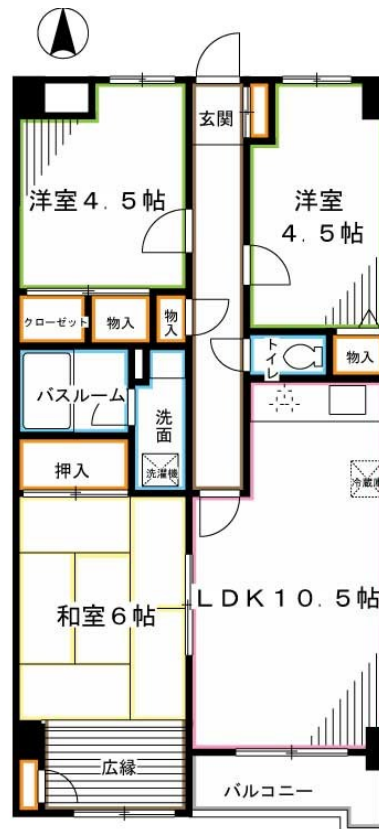 玄関
洋室４．５帖
洋室
４．５帖
クローゼット
物入
物入
トイレ
物入
バスルーム
洗面
洗濯機
押入
冷蔵庫
和室６帖
ＬＤＫ１０．５帖
広縁
バルコニー